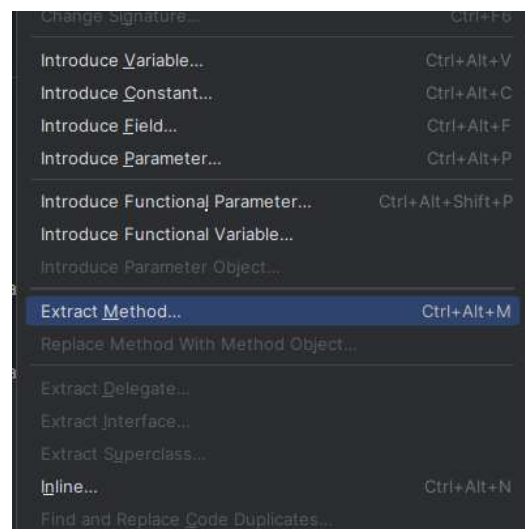 Change Signature... Ctrl+F6
Introduce Variable... Ctrl+Alt+V
Introduce Constant... Ctrl+Alt+C
Introduce Field... Ctrl+Alt+F
Introduce Parameter... Ctrl+Alt+P
Introduce Functional Parameter... Ctrl+Alt+Shift+P
Introduce Functional Variable...
Introduce Parameter Object...
Extract Method... Ctrl+Alt+M
Replace Method With Method Object...
Extract Delegate...
Extract Interface...
Extract Superclass...
Inline... Ctrl+Alt+N
Find and Replace Code Duplicates...